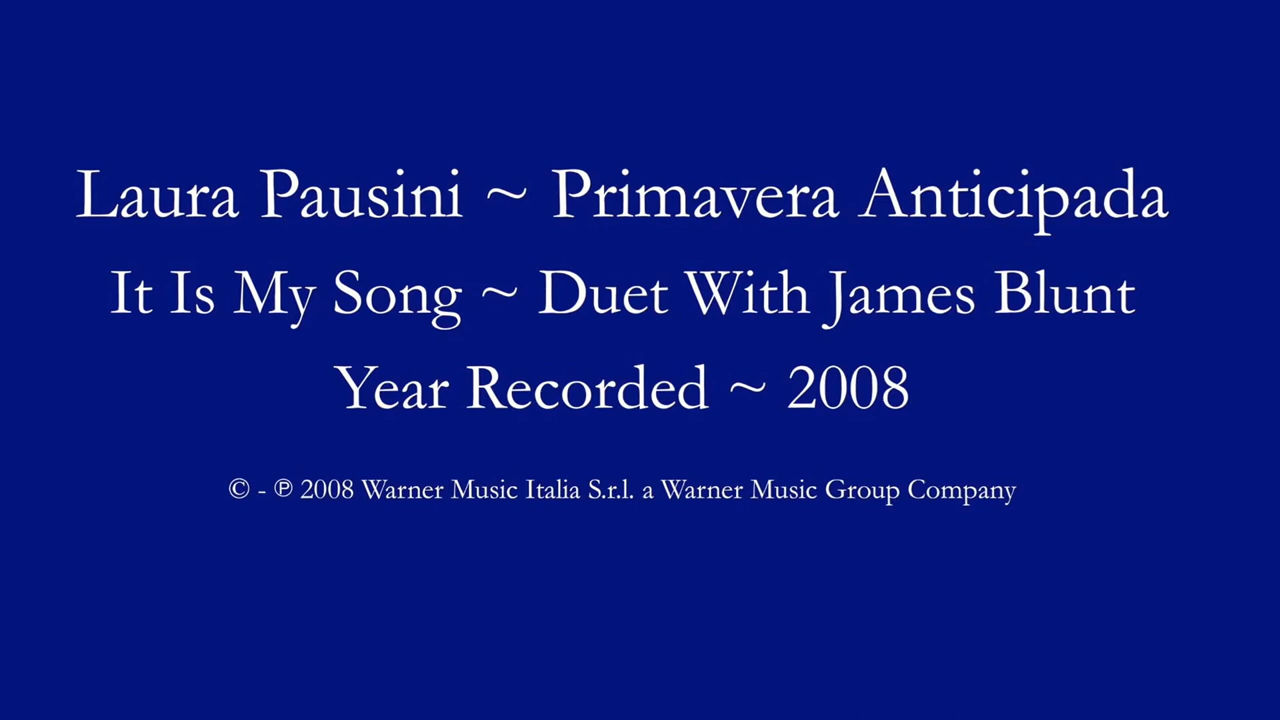 Laura Pausini ~ Primavera Anticipada
It Is My Song ~ Duet With James Blunt
Year Recorded ~ 2008
© - ℗ 2008 Warner Music Italia S.r.l. a Warner Music Group Company